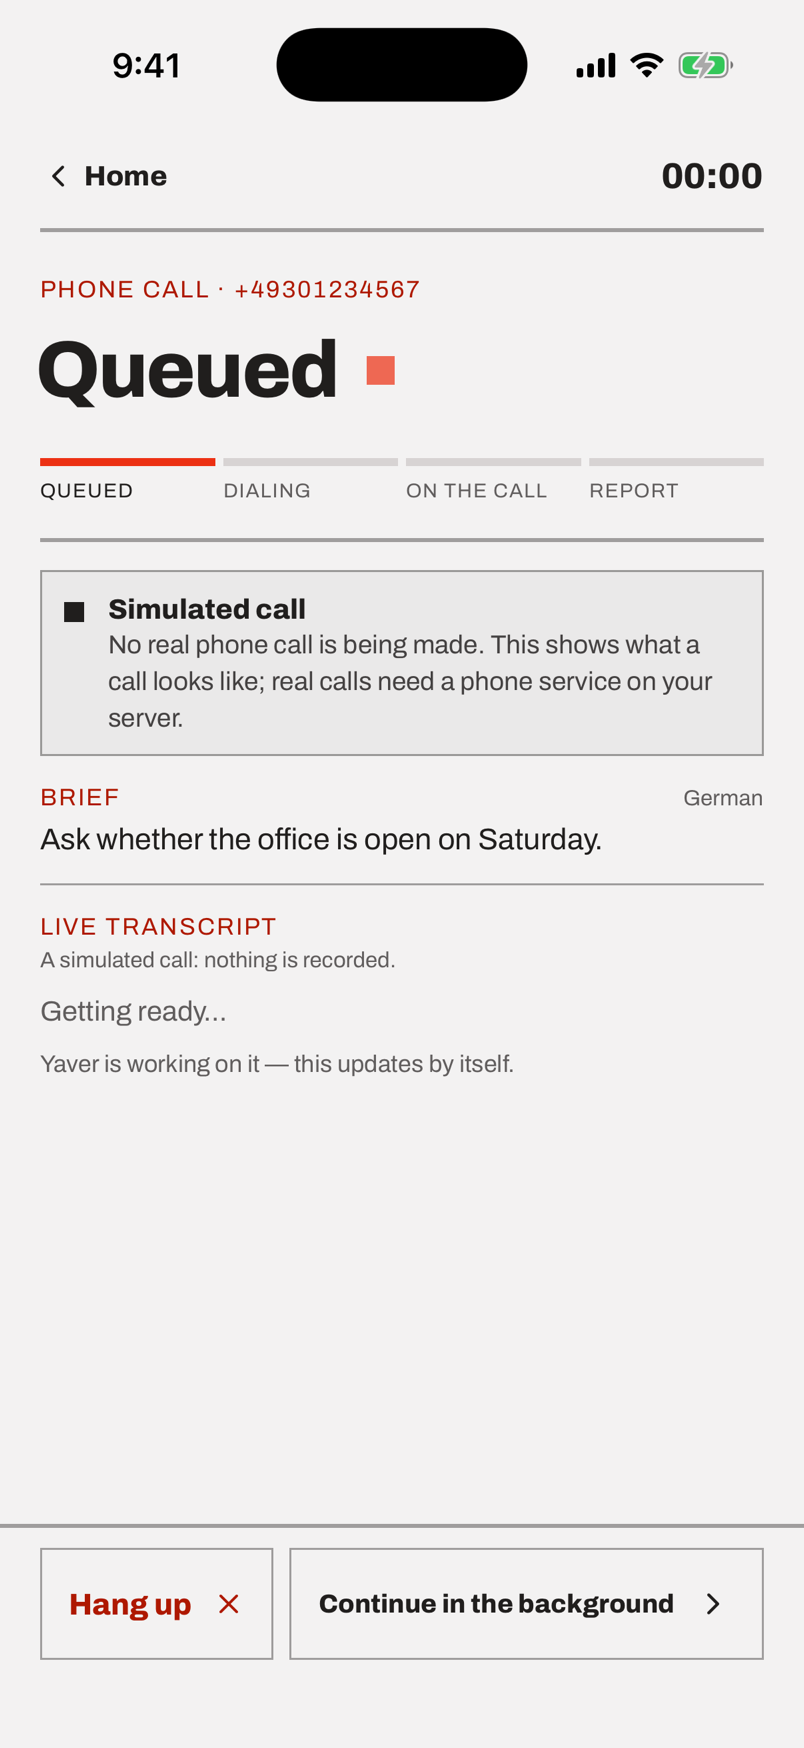 9:41
Home
00:00
PHONE CALL · +49301234567
Queued
QUEUED
DIALING
ON THE CALL
REPORT
Simulated call
No real phone call is being made. This shows what a
call looks like; real calls need a phone service on your
server.
BRIEF
German
Ask whether the office is open on Saturday.
LIVE TRANSCRIPT
A simulated call: nothing is recorded.
Getting ready...
Yaver is working on it — this updates by itself.
Hang up
Continue in the background